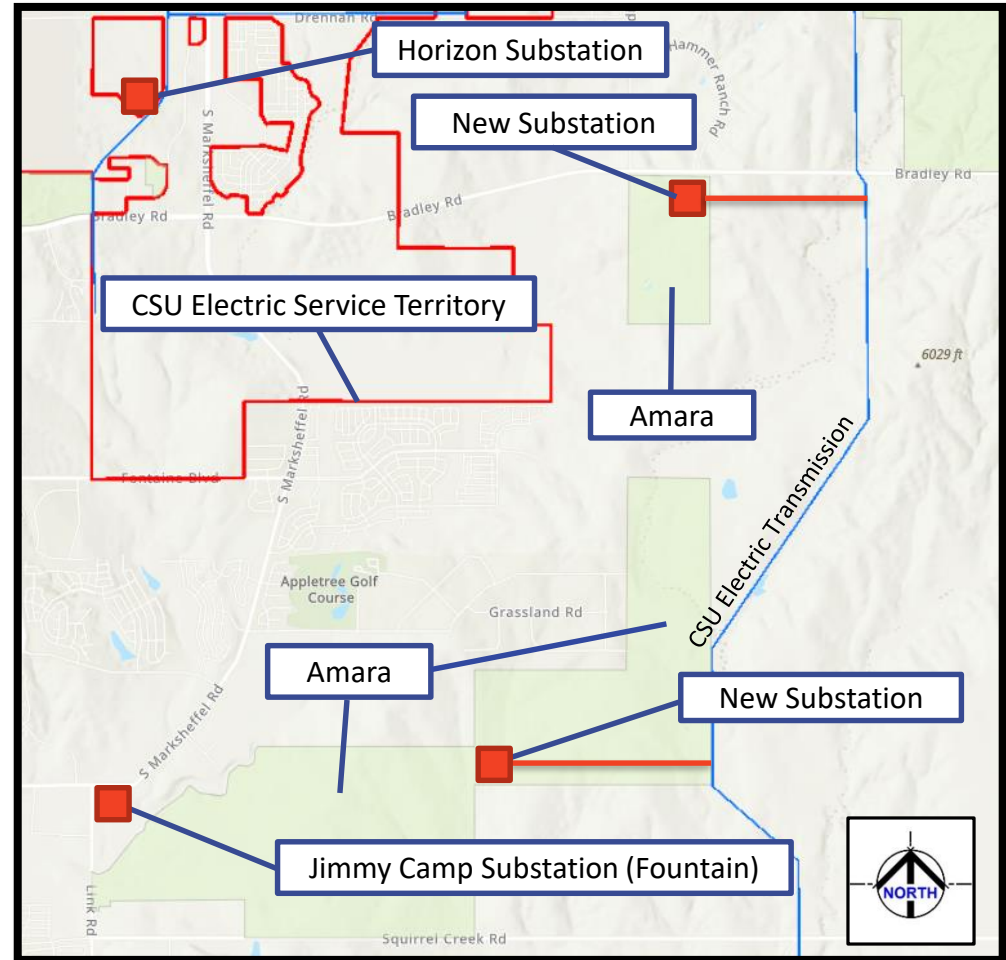 Drennan Rd
Horizon Substation
Hammer Ranch Rd
New Substation
S Marksheffel Rd
Bradley Rd
Bradley Rd
Bradley Rd
CSU Electric Service Territory
6029 ft
Amara
S Marksheffel Rd
Fontaine Blvd
CSU Electric Transmission
Appletree Golf
Course
Grassland Rd
Amara
New Substation
S Marksheffel Rd
Jimmy Camp Substation (Fountain)
NORTH
Link Rd
Squirrel Creek Rd